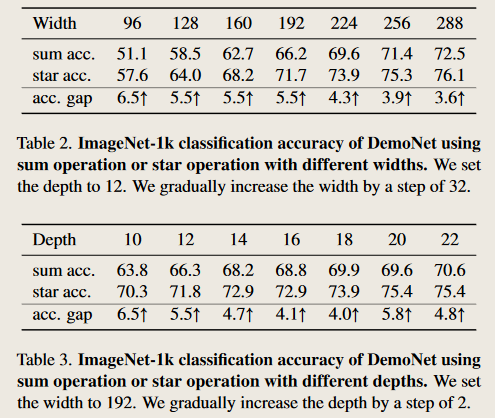 Width 96 128 160 192 224 256 288
sum acc. 51.1 58.5 62.7 66.2 69.6 71.4 72.5
star acc. 57.6 64.0 68.2 71.7 73.9 75.3 76.1
acc. gap 6.5↑ 5.5↑ 5.5↑ 5.5↑ 4.3↑ 3.9↑ 3.6↑
Table 2. ImageNet-1k classification accuracy of DemoNet using
sum operation or star operation with different widths. We set
the depth to 12. We gradually increase the width by a step of 32.
Depth 10 12 14 16 18 20 22
sum acc. 63.8 66.3 68.2 68.8 69.9 69.6 70.6
star acc. 70.3 71.8 72.9 72.9 73.9 75.4 75.4
acc. gap 6.5↑ 5.5↑ 4.7↑ 4.1↑ 4.0↑ 5.8↑ 4.8↑
Table 3. ImageNet-1k classification accuracy of DemoNet using
sum operation or star operation with different depths. We set
the width to 192. We gradually increase the depth by a step of 2.